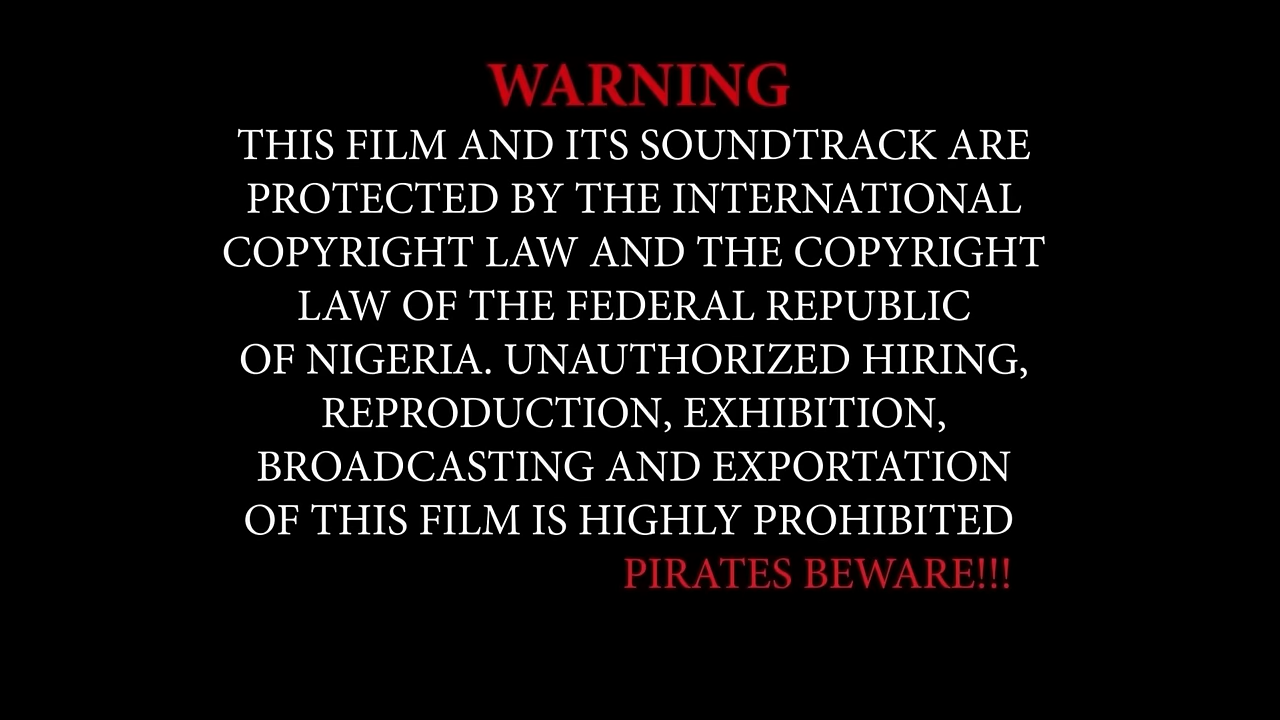 WARNING
THIS FILM AND ITS SOUNDTRACK ARE
PROTECTED BY THE INTERNATIONAL
COPYRIGHT LAW AND THE COPYRIGHT
LAW OF THE FEDERAL REPUBLIC
OF NIGERIA. UNAUTHORIZED HIRING,
REPRODUCTION, EXHIBITION,
BROADCASTING AND EXPORTATION
OF THIS FILM IS HIGHLY PROHIBITED
PIRATES BEWARE!!!